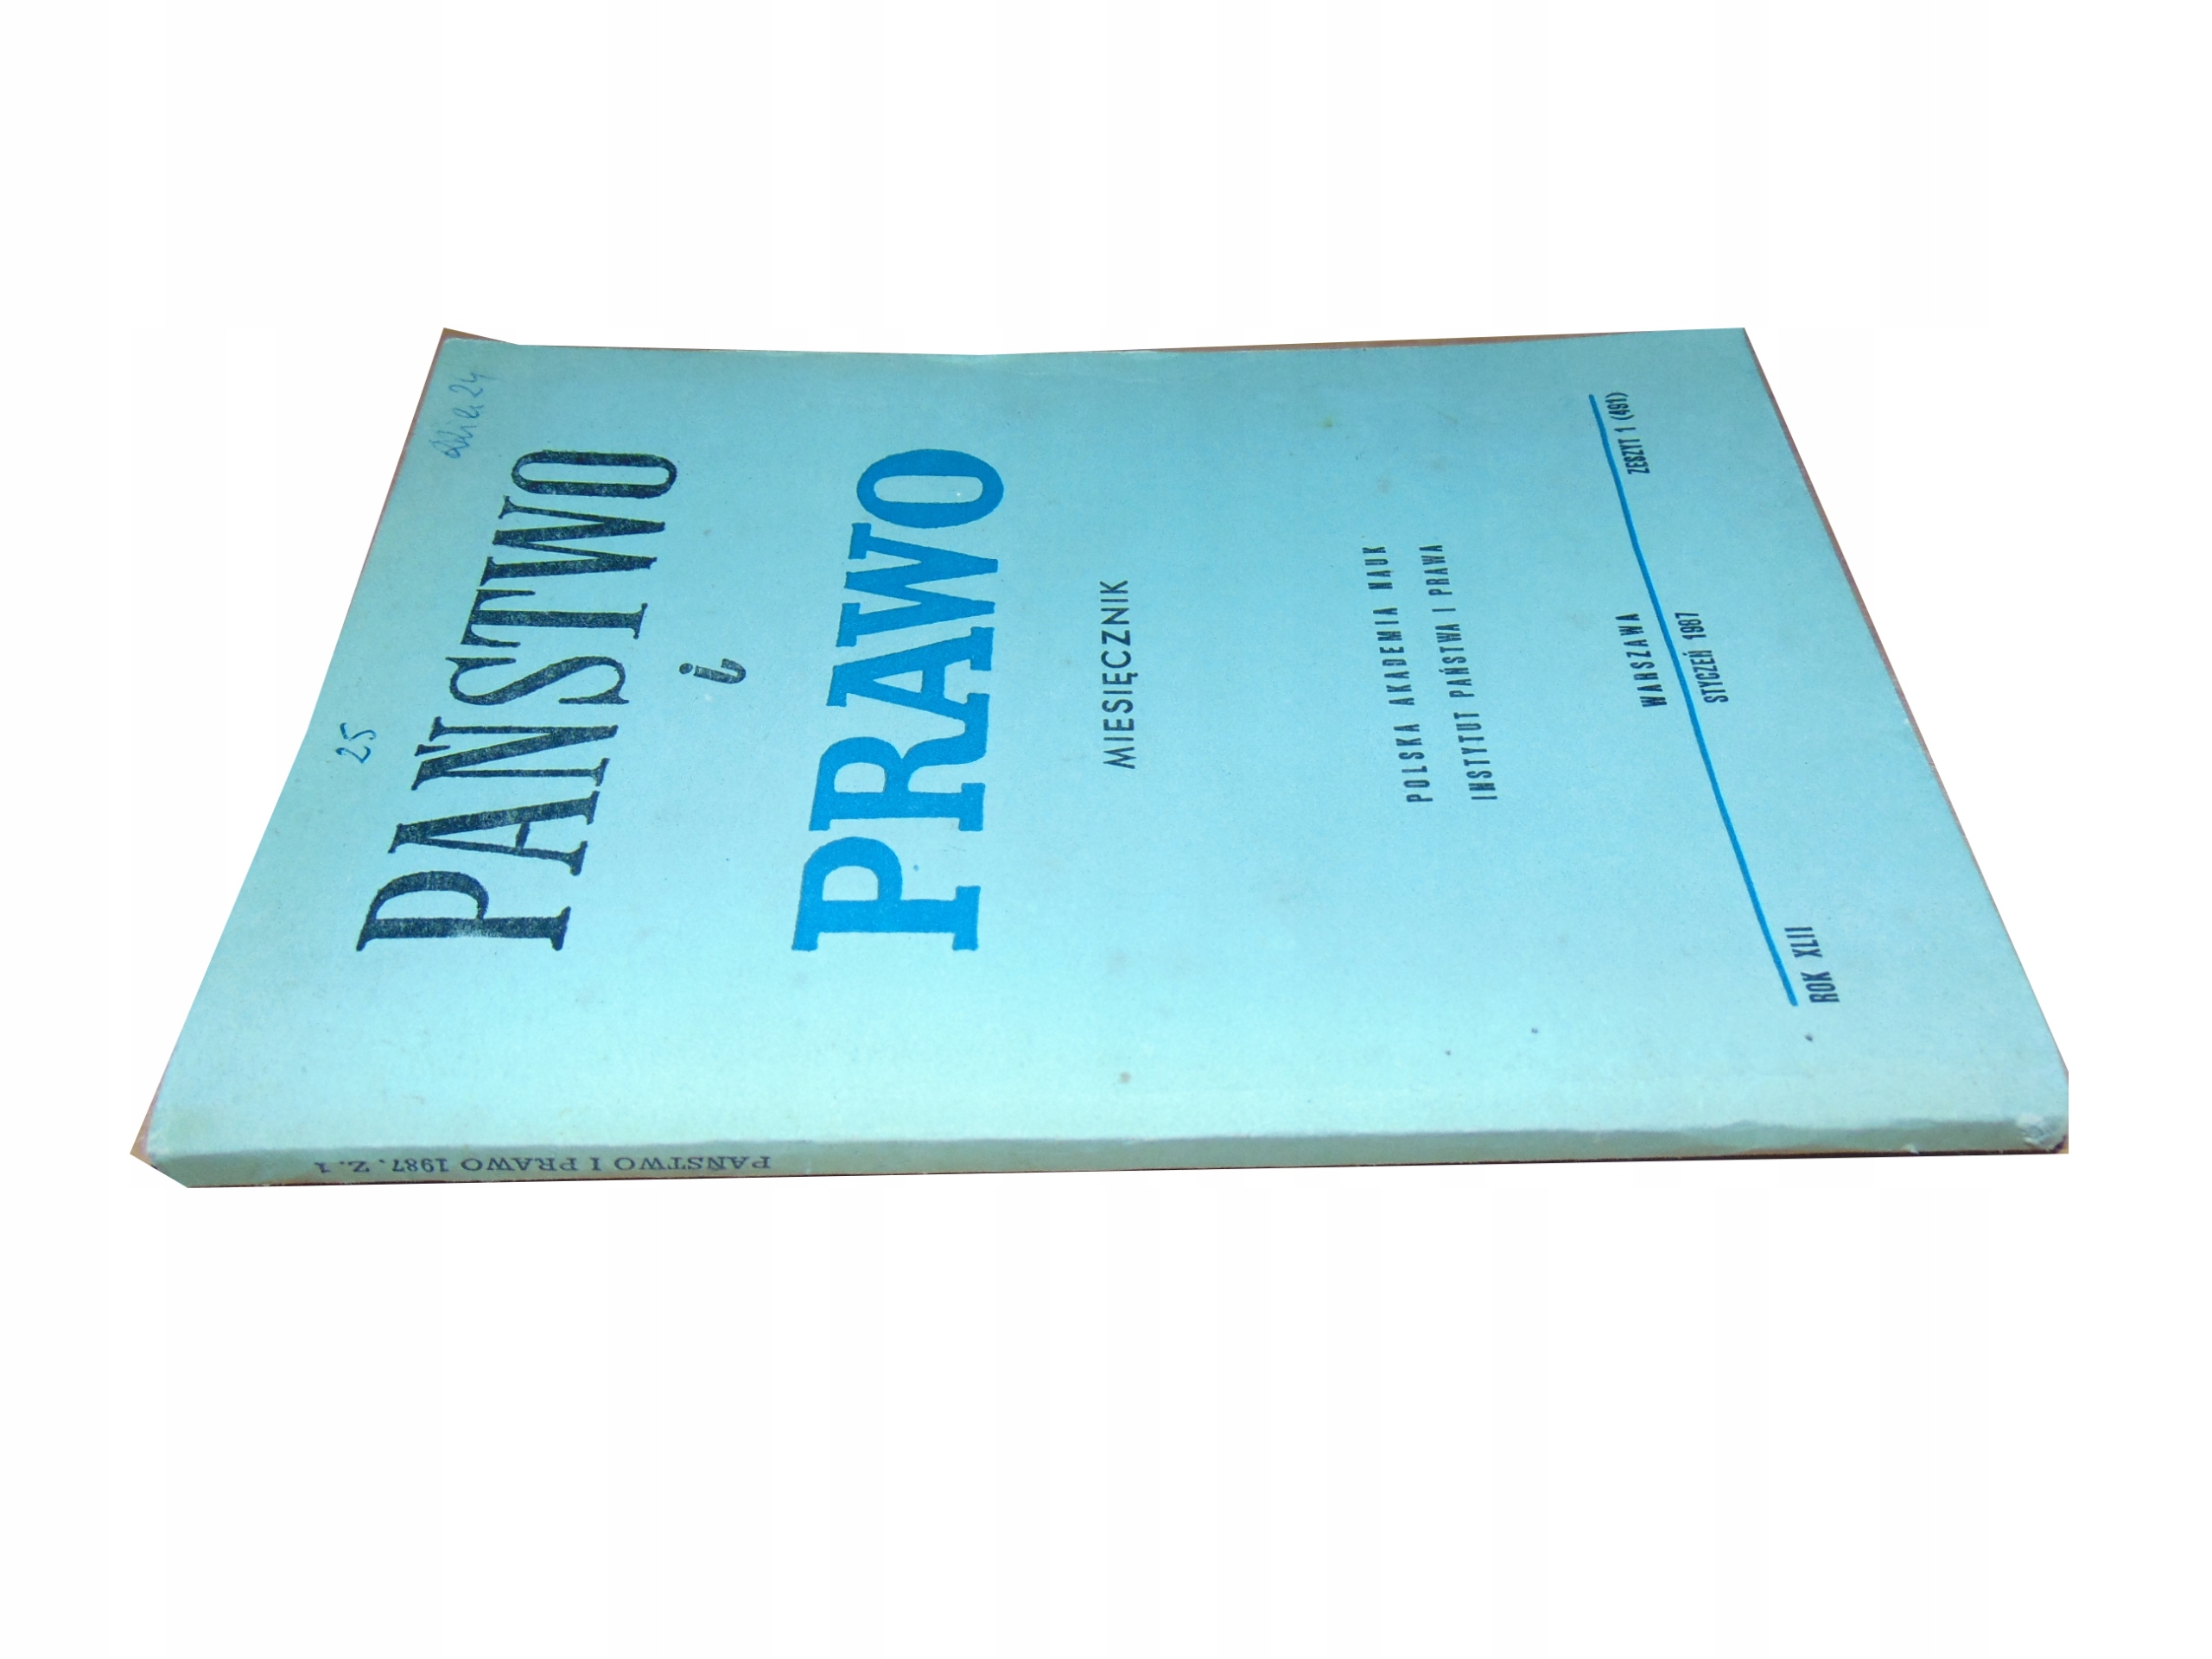 25
PAŃSTWO
i
PRAWO
MIESIĘCZNIK
POLSKA AKADEMIA NAUK
INSTYTUT PAŃSTWA I PRAWA
WARSZAWA
ROK XLII STYCZEŃ 1987 ZESZYT 1 (491)
PAŃSTWO I PRAWO 1987. Z. 1